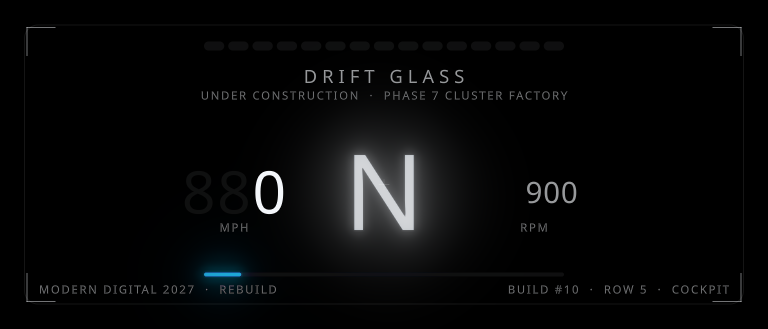 DRIFT GLASS
UNDER CONSTRUCTION · PHASE 7 CLUSTER FACTORY
880 N 900
MPH RPM
MODERN DIGITAL 2027 · REBUILD BUILD #10 · ROW 5 · COCKPIT